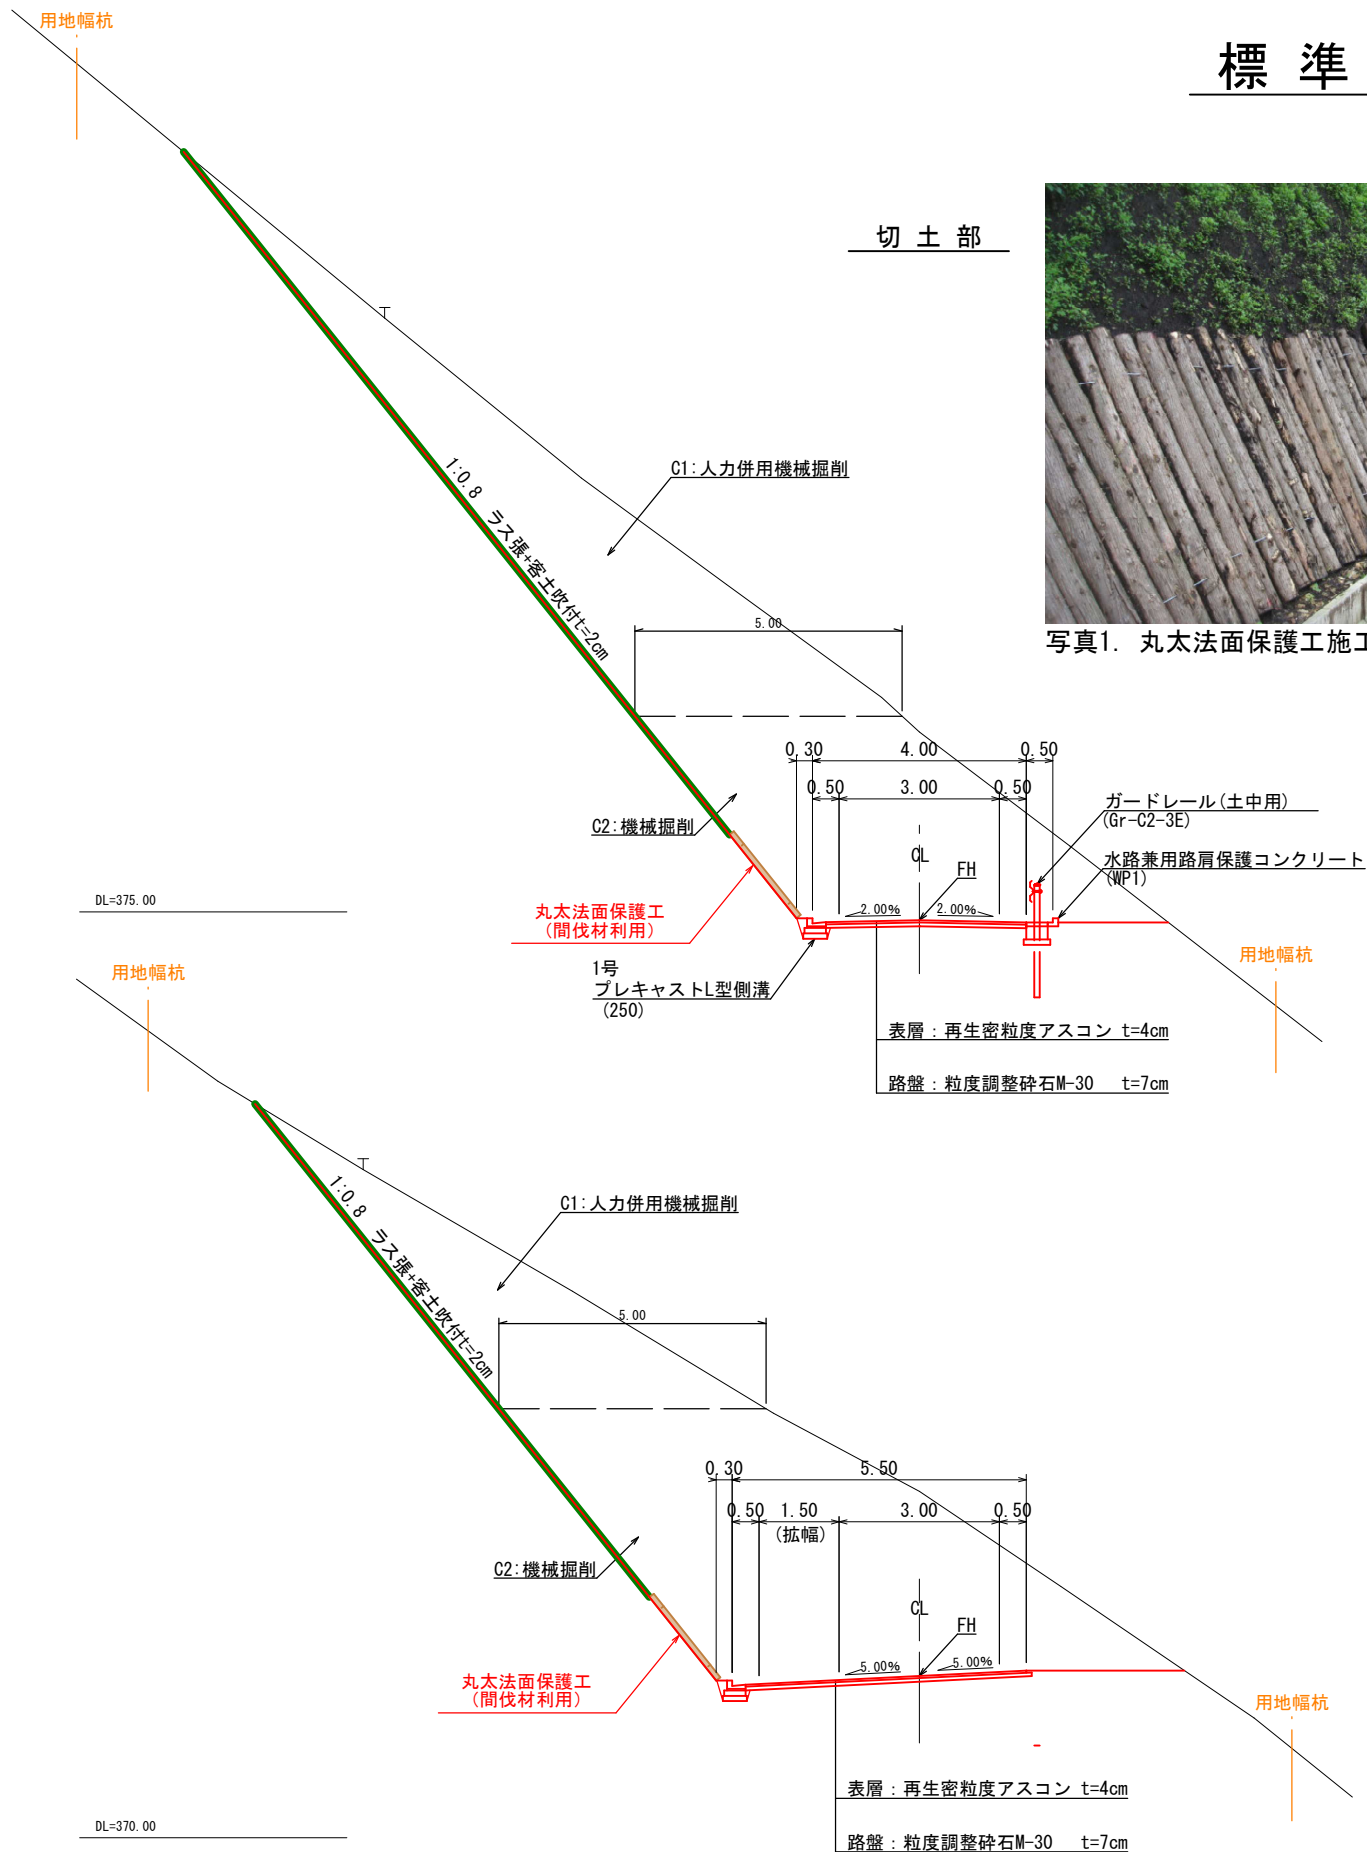 用地幅杭
標 準
切 土 部
C1:人力併用機械掘削
1:0.8 ラス張+客土吹付t=2cm
5.00
写真1. 丸太法面保護工施工
0.30
4.00
0.50
0.50
3.00
0.50
ガードレール(土中用)
(Gr-C2-3E)
C2:機械掘削
CL
FH
水路兼用路肩保護コンクリート
(WP1)
DL=375.00
丸太法面保護工
(間伐材利用)
2.00%
2.00%
用地幅杭
1号
プレキャストL型側溝
(250)
表層：再生密粒度アスコン t=4cm
路盤：粒度調整砕石M-30 t=7cm
用地幅杭
C1:人力併用機械掘削
1:0.8 ラス張+客土吹付t=2cm
5.00
0.30
5.50
0.50
1.50
3.00
0.50
(拡幅)
C2:機械掘削
CL
FH
5.00%
5.00%
丸太法面保護工
(間伐材利用)
用地幅杭
表層：再生密粒度アスコン t=4cm
DL=370.00
路盤：粒度調整砕石M-30 t=7cm